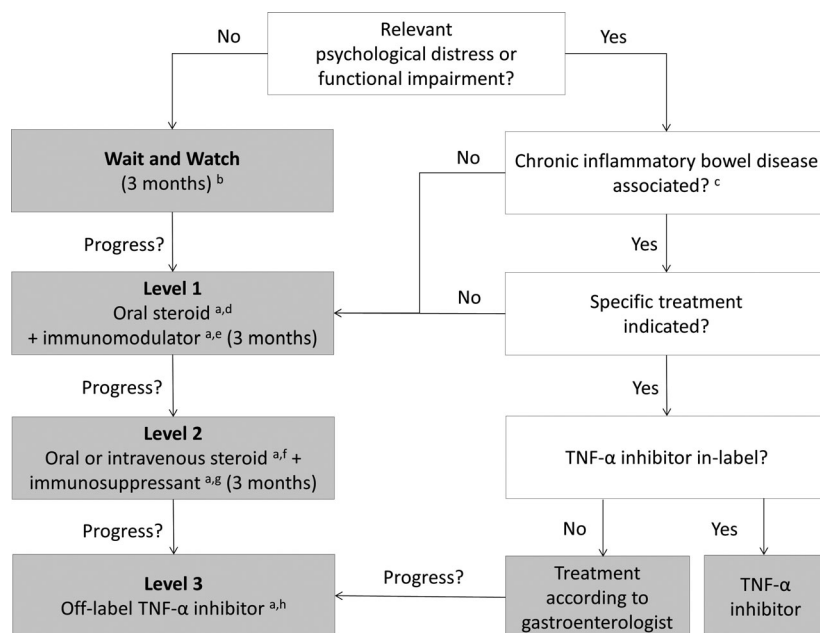 Relevant
psychological distress or
functional impairment?
No
Yes
Wait and Watch
(3 months) b
No
Chronic inflammatory bowel disease
associated? c
Progress?
Yes
Level 1
Oral steroid a,d
+ immunomodulator a,e (3 months)
No
Specific treatment
indicated?
Progress?
Yes
Level 2
Oral or intravenous steroid a,f +
immunosuppressant a,g (3 months)
TNF-α inhibitor in-label?
Progress?
No
Yes
Level 3
Off-label TNF-α inhibitor a,h
Progress?
Treatment
according to
gastroenterologist
TNF-α
inhibitor